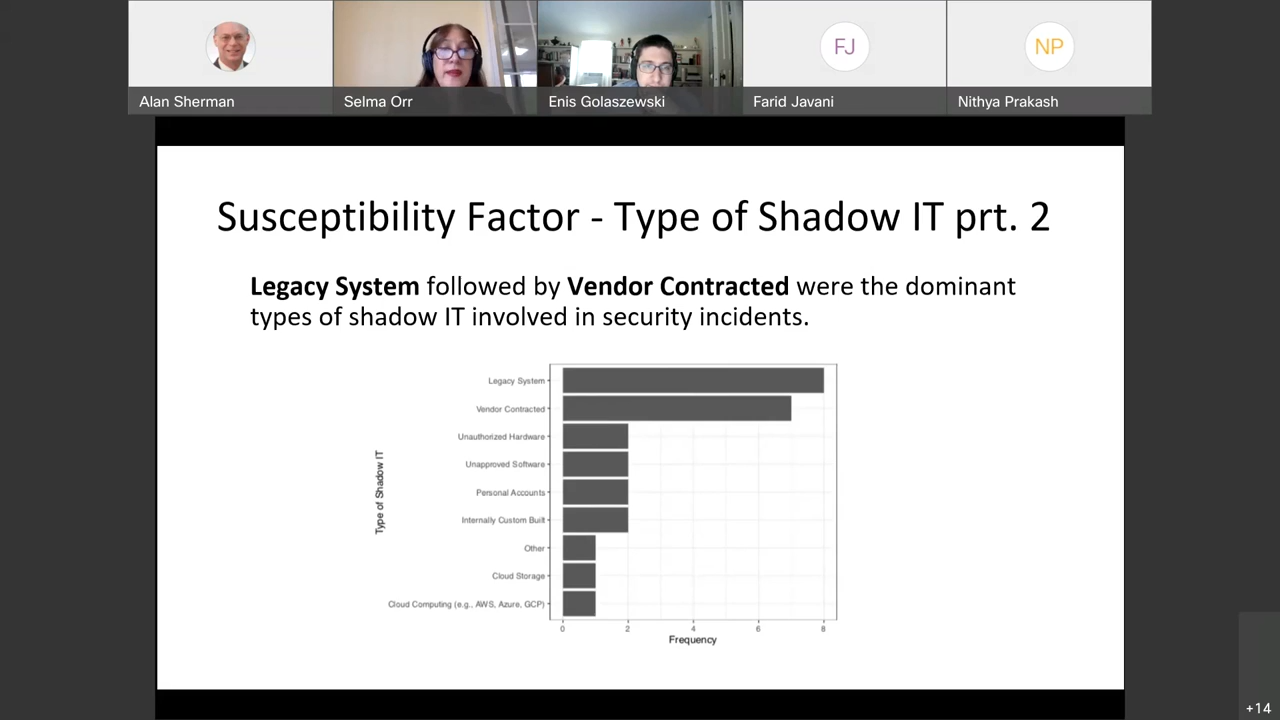 FJ
NP
Alan Sherman
Selma Orr
Enis Golaszewski
Farid Javani
Nithya Prakash
Susceptibility Factor - Type of Shadow IT prt. 2
Legacy System followed by Vendor Contracted were the dominant
types of shadow IT involved in security incidents.
Type of Shadow IT
Legacy System
Vendor Contracted
Unauthorized Hardware
Unapproved Software
Personal Accounts
Internally Custom Built
Other
Cloud Storage
Cloud Computing (e.g., AWS, Azure, GCP)
0 2 4 6 8
Frequency
+14